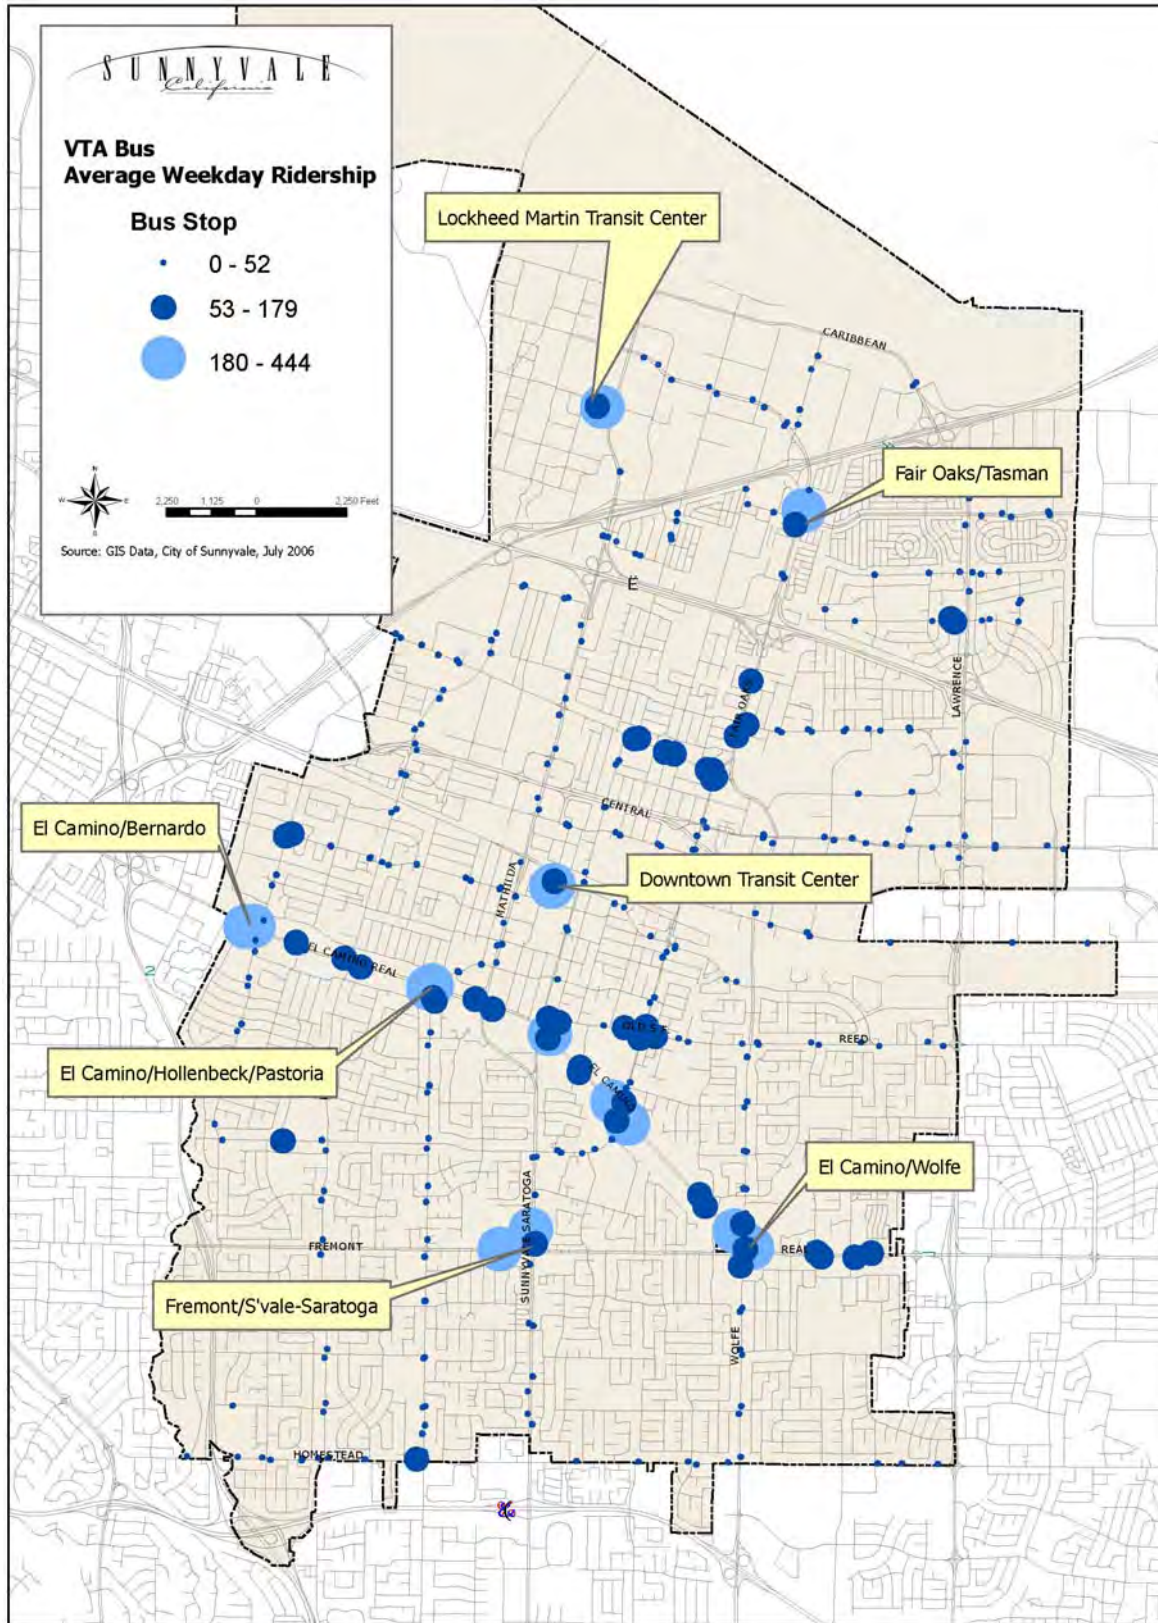 SUNNYVALE
California
VTA Bus
Average Weekday Ridership
Bus Stop
0 - 52
53 - 179
180 - 444
N
W E
S
2,250 1,125 0 2,250 Feet
Source: GIS Data, City of Sunnyvale, July 2006
Lockheed Martin Transit Center
CARIBBEAN
Fair Oaks/Tasman
E
LAWRENCE
FAIR OAKS
CENTRAL
El Camino/Bernardo
MATHILDA
Downtown Transit Center
EL CAMINO REAL
2
OLD S.F.
REED
El Camino/Hollenbeck/Pastoria
EL CAMINO
El Camino/Wolfe
SUNNYVALE SARATOGA
FREMONT
REAL
Fremont/S'vale-Saratoga
WOLFE
HOMESTEAD